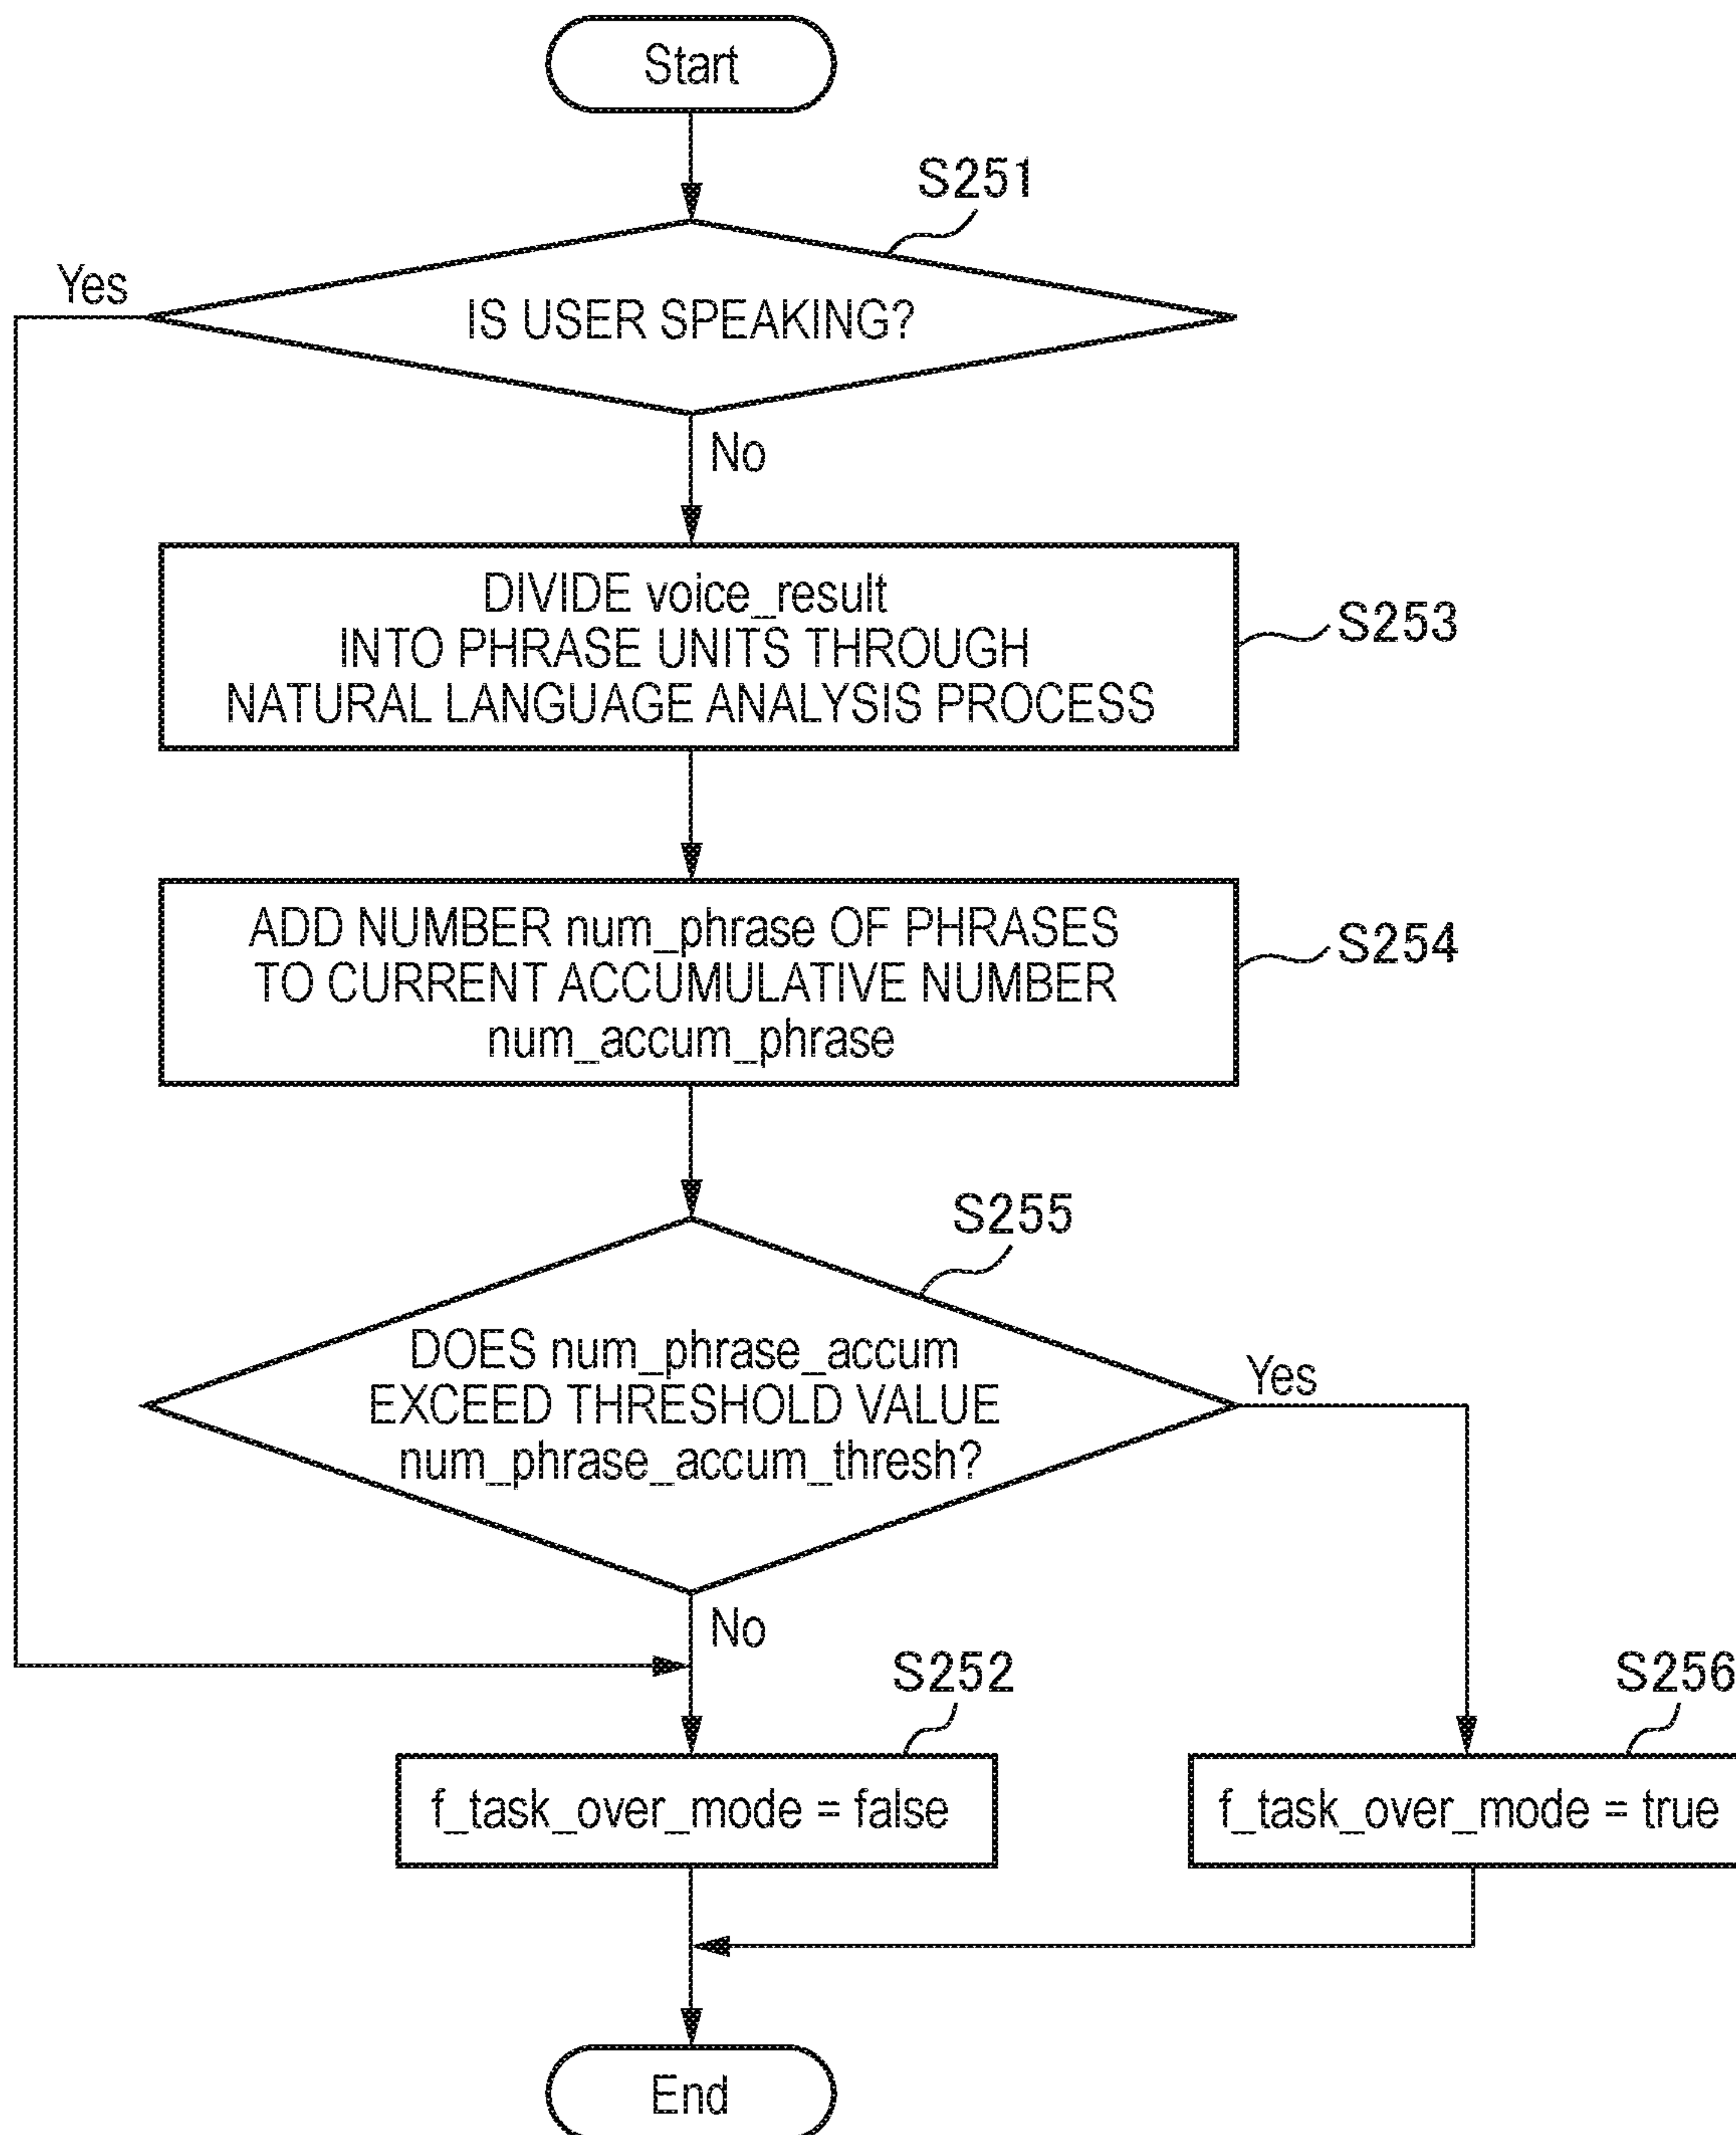 Start
S251
Yes
IS USER SPEAKING?
No
DIVIDE voice_result
INTO PHRASE UNITS THROUGH
NATURAL LANGUAGE ANALYSIS PROCESS
S253
ADD NUMBER num_phrase OF PHRASES
TO CURRENT ACCUMULATIVE NUMBER
num_accum_phrase
S254
S255
DOES num_phrase_accum
EXCEED THRESHOLD VALUE
num_phrase_accum_thresh?
Yes
No
S252
S256
f_task_over_mode = false
f_task_over_mode = true
End